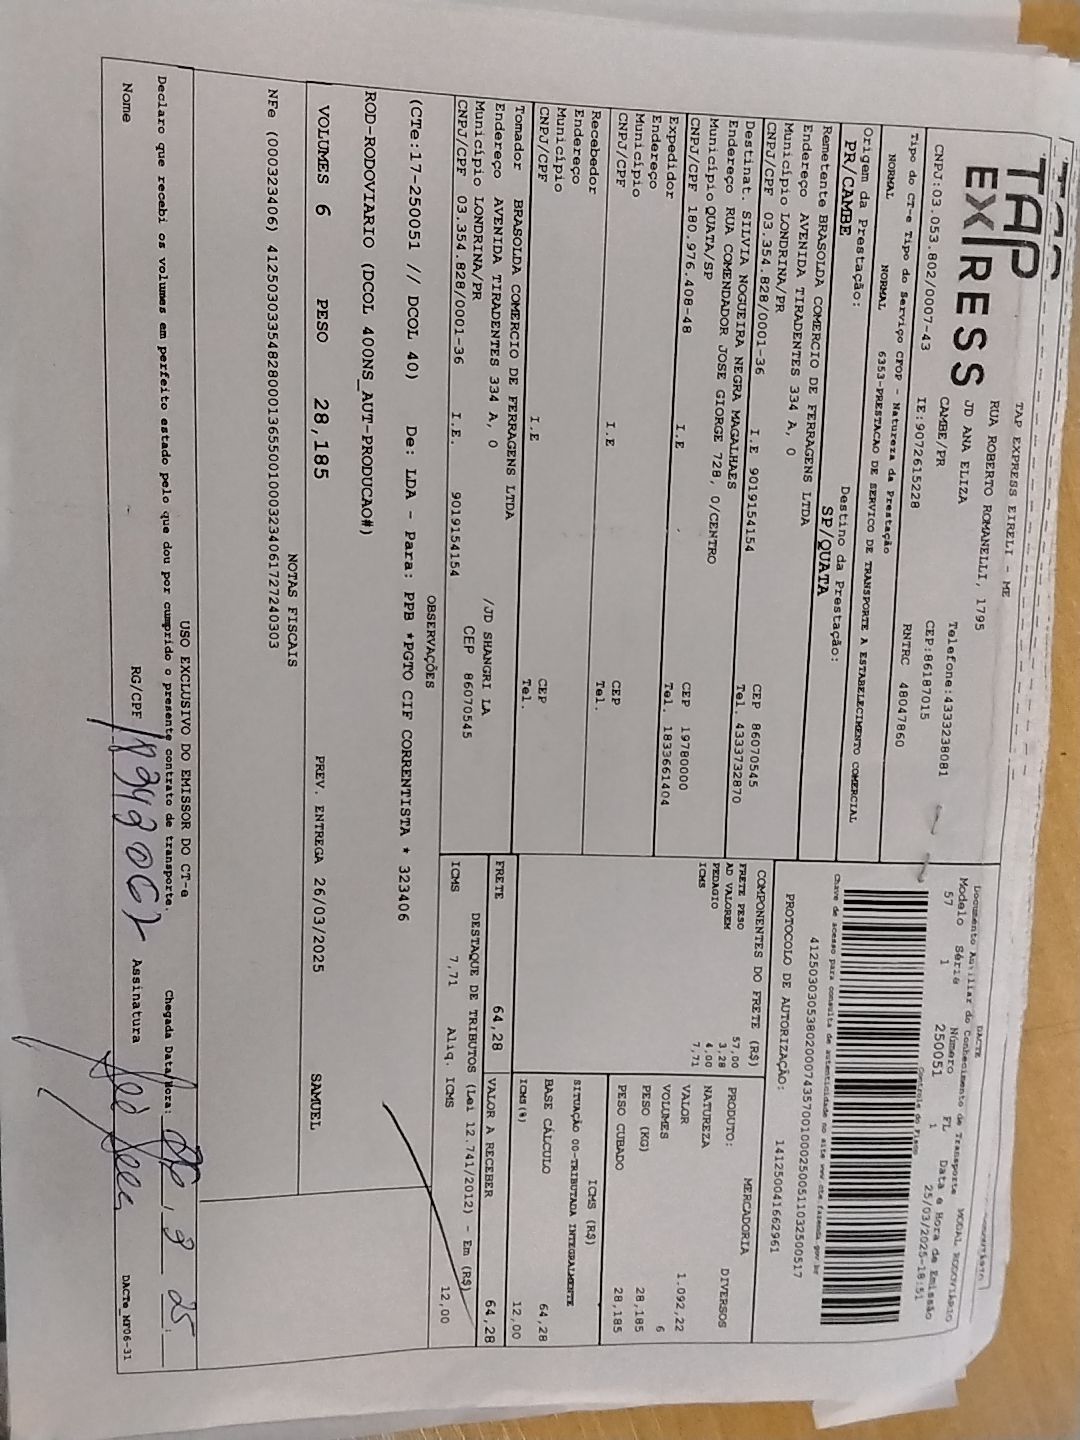 TAP
EXPRESS
TAP EXPRESS EIRELI - ME
RUA ROBERTO ROMANELLI, 1795
JD ANA ELIZA
CAMBE/PR
Telefone:4333238081
CEP:86187015
CNPJ:03.053.802/0007-43 IE:9072615228 RNTRC 48047860
Tipo do CT-e Tipo do Serviço CFOP - Natureza da Prestação
NORMAL NORMAL 6353-PRESTACAO DE SERVICO DE TRANSPORTE A ESTABELECIMENTO COMERCIAL
Origem da Prestação: Destino da Prestação:
PR/CAMBE SP/QUATA
Remetente BRASOLDA COMERCIO DE FERRAGENS LTDA
Endereço AVENIDA TIRADENTES 334 A, 0
Município LONDRINA/PR CEP 86070545
CNPJ/CPF 03.354.828/0001-36 I.E 9019154154 Tel. 4333732870
Destinat. SILVIA NOGUEIRA NEGRA MAGALHAES
Endereço RUA COMENDADOR JOSE GIORGE 728, 0/CENTRO
Município QUATA/SP CEP 19780000
CNPJ/CPF 180.976.408-48 I.E Tel. 1833661404
Expedidor
Endereço
Município CEP
CNPJ/CPF I.E Tel.
Recebedor
Endereço
Município CEP
CNPJ/CPF I.E Tel.
Tomador BRASOLDA COMERCIO DE FERRAGENS LTDA
Endereço AVENIDA TIRADENTES 334 A, 0 /JD SHANGRI LA
Município LONDRINA/PR CEP 86070545
CNPJ/CPF 03.354.828/0001-36 I.E. 9019154154
DACTE
Documento Auxiliar do Conhecimento de Transporte MODAL RODOVIÁRIO
Modelo Série Número FL Data e Hora de Emissão
57 1 250051 1 25/03/2025-18:51
Controle do Fisco
Chave de acesso para consulta de autenticidade no site www.cte.fazenda.gov.br
41250303053802000743570010002500511032500517
PROTOCOLO DE AUTORIZAÇÃO: 141250041662961
COMPONENTES DO FRETE (R$)
FRETE PESO 57,00
AD VALOREM 3,28
PEDAGIO 4,00
ICMS 7,71
MERCADORIA
PRODUTO: DIVERSOS
NATUREZA
VALOR 1.092,22
VOLUMES 6
PESO (KG) 28,185
PESO CUBADO 28,185
ICMS (R$)
SITUAÇÃO 00-TRIBUTADA INTEGRALMENTE
BASE CÁLCULO 64,28
ICMS(%) 12,00
FRETE 64,28 VALOR A RECEBER 64,28
DESTAQUE DE TRIBUTOS (Lei 12.741/2012) - Em (R$)
ICMS 7,71 Aliq. ICMS 12,00
OBSERVAÇÕES
(CTe:17-250051 // DCOL 40) De: LDA - Para: PPB *PGTO CIF CORRENTISTA * 323406
ROD-RODOVIARIO (DCOL 400NS_AUT-PRODUCAO#)
VOLUMES 6 PESO 28,185 PREV. ENTREGA 26/03/2025 SAMUEL
NOTAS FISCAIS
NFe (000323406) 41250303354828000136550010003234061727240303
USO EXCLUSIVO DO EMISSOR DO CT-e
Declaro que recebi os volumes em perfeito estado pelo que dou por cumprido o presente contrato de transporte. Chegada Data/Hora: 26, 3 25:
Nome RG/CPF Assinatura
DACTe_MF06-31